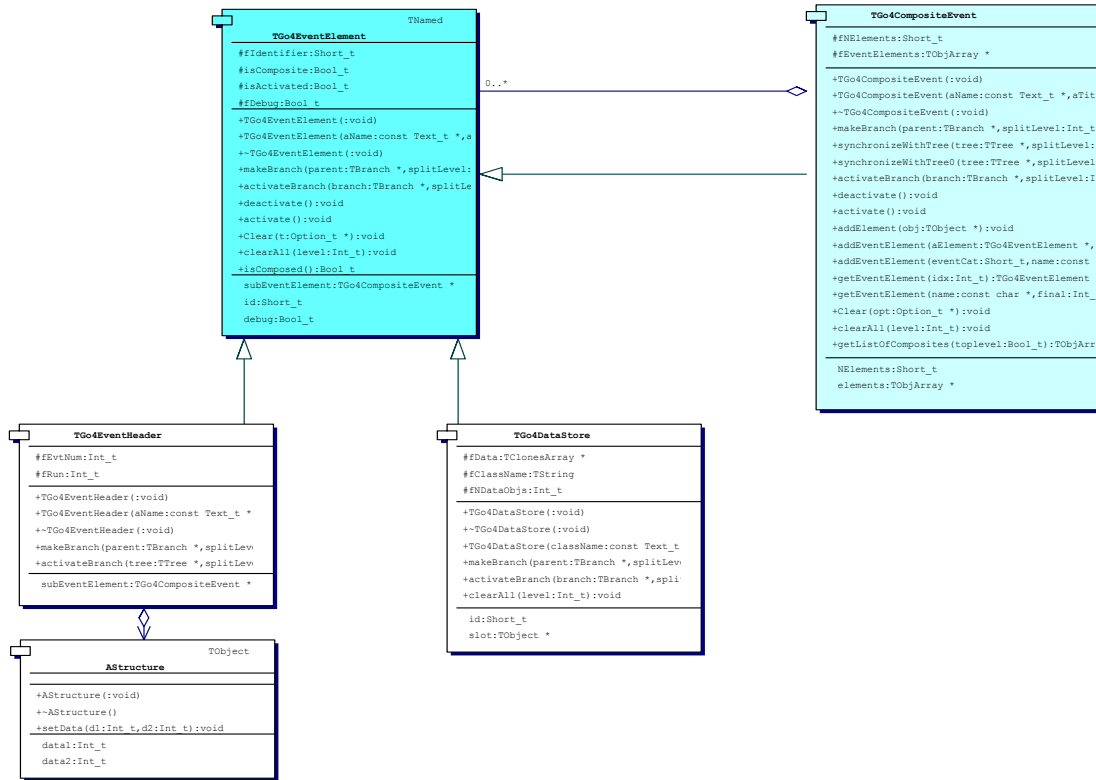 TNamed
TGo4EventElement
#fIdentifier:Short_t
#isComposite:Bool_t
#isActivated:Bool_t
#fDebug:Bool_t
+TGo4EventElement(:void)
+TGo4EventElement(aName:const Text_t *,a
+~TGo4EventElement(:void)
+makeBranch(parent:TBranch *,splitLevel:
+activateBranch(branch:TBranch *,splitLe
+deactivate():void
+activate():void
+Clear(t:Option_t *):void
+clearAll(level:Int_t):void
+isComposed():Bool_t
subEventElement:TGo4CompositeEvent *
id:Short_t
debug:Bool_t
0..*
TGo4CompositeEvent
#fNElements:Short_t
#fEventElements:TObjArray *
+TGo4CompositeEvent(:void)
+TGo4CompositeEvent(aName:const Text_t *,aTit
+~TGo4CompositeEvent(:void)
+makeBranch(parent:TBranch *,splitLevel:Int_t
+synchronizeWithTree(tree:TTree *,splitLevel:
+synchronizeWithTree0(tree:TTree *,splitLevel
+activateBranch(branch:TBranch *,splitLevel:I
+deactivate():void
+activate():void
+addElement(obj:TObject *):void
+addEventElement(aElement:TGo4EventElement *,
+addEventElement(eventCat:Short_t,name:const
+getEventElement(idx:Int_t):TGo4EventElement
+getEventElement(name:const char *,final:Int_
+Clear(opt:Option_t *):void
+clearAll(level:Int_t):void
+getListOfComposites(toplevel:Bool_t):TObjArr
NElements:Short_t
elements:TObjArray *
TGo4EventHeader
#fEvtNum:Int_t
#fRun:Int_t
+TGo4EventHeader(:void)
+TGo4EventHeader(aName:const Text_t *
+~TGo4EventHeader(:void)
+makeBranch(parent:TBranch *,splitLev
+activateBranch(tree:TTree *,splitLev
subEventElement:TGo4CompositeEvent *
TGo4DataStore
#fData:TClonesArray *
#fClassName:TString
#fNDataObjs:Int_t
+TGo4DataStore(:void)
+~TGo4DataStore(:void)
+TGo4DataStore(className:const Text_t
+makeBranch(parent:TBranch *,splitLev
+activateBranch(branch:TBranch *,spli
+clearAll(level:Int_t):void
id:Short_t
slot:TObject *
TObject
AStructure
+AStructure(:void)
+~AStructure()
+setData(d1:Int_t,d2:Int_t):void
data1:Int_t
data2:Int_t